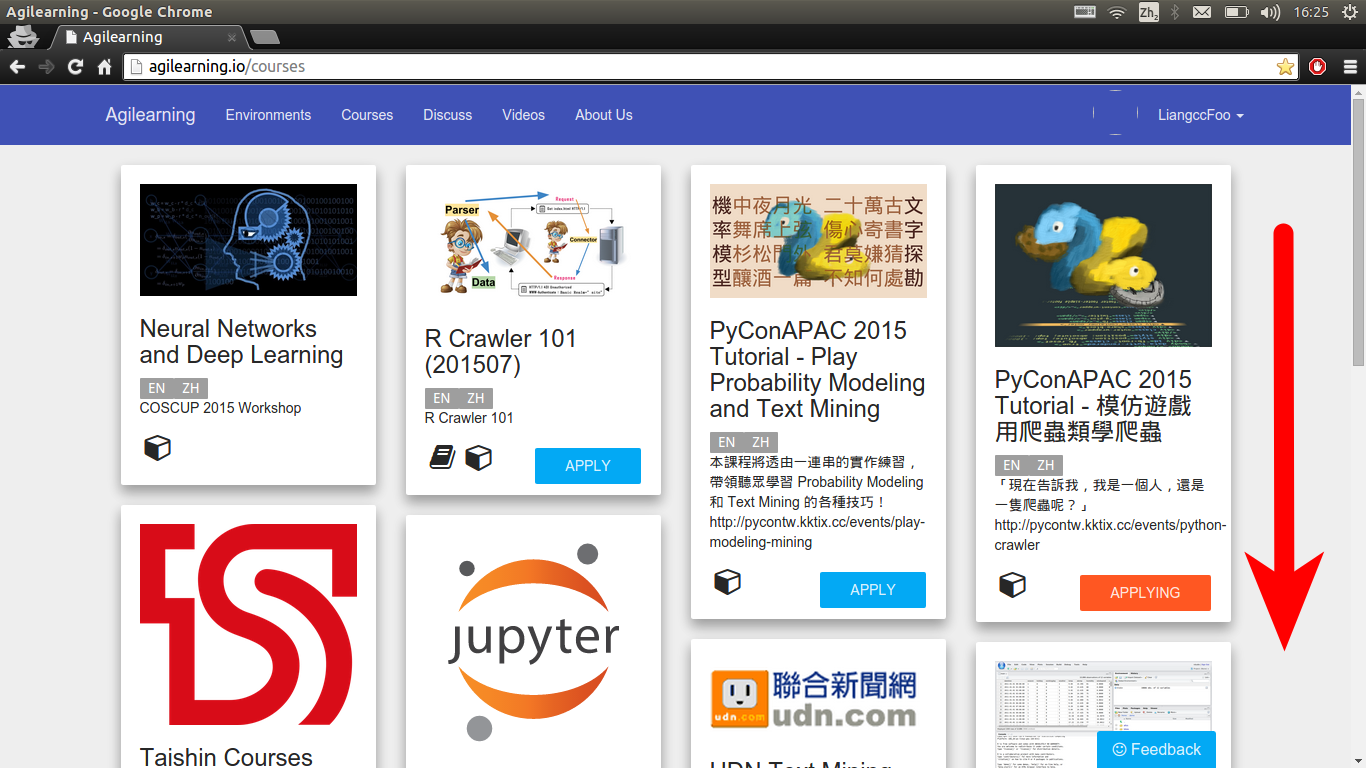 Agilearning - Google Chrome
Zh2
16:25
Agilearning
agilearning.io/courses
Agilearning
Environments
Courses
Discuss
Videos
About Us
LiangccFoo
Neural Networks
and Deep Learning
EN ZH
COSCUP 2015 Workshop
Parser
Request
Connector
Data
Response
R Crawler 101
(201507)
EN ZH
R Crawler 101
APPLY
機中夜月光 二十萬古文
率舞席上弦 傷心寄書字
模杉松門外 君莫嫌猜探
型釀酒一篇 不知何處勘
PyConAPAC 2015
Tutorial - Play
Probability Modeling
and Text Mining
EN ZH
本課程將透由一連串的實作練習，
帶領聽眾學習 Probability Modeling
和 Text Mining 的各種技巧！
http://pycontw.kktix.cc/events/play-
modeling-mining
APPLY
PyConAPAC 2015
Tutorial - 模仿遊戲
用爬蟲類學爬蟲
EN ZH
「現在告訴我，我是一個人，還是
一隻爬蟲呢？」
http://pycontw.kktix.cc/events/python-
crawler
APPLYING
Taishin Courses
jupyter
聯合新聞網
udn.com
udn.com
UDN Text Mining
Feedback